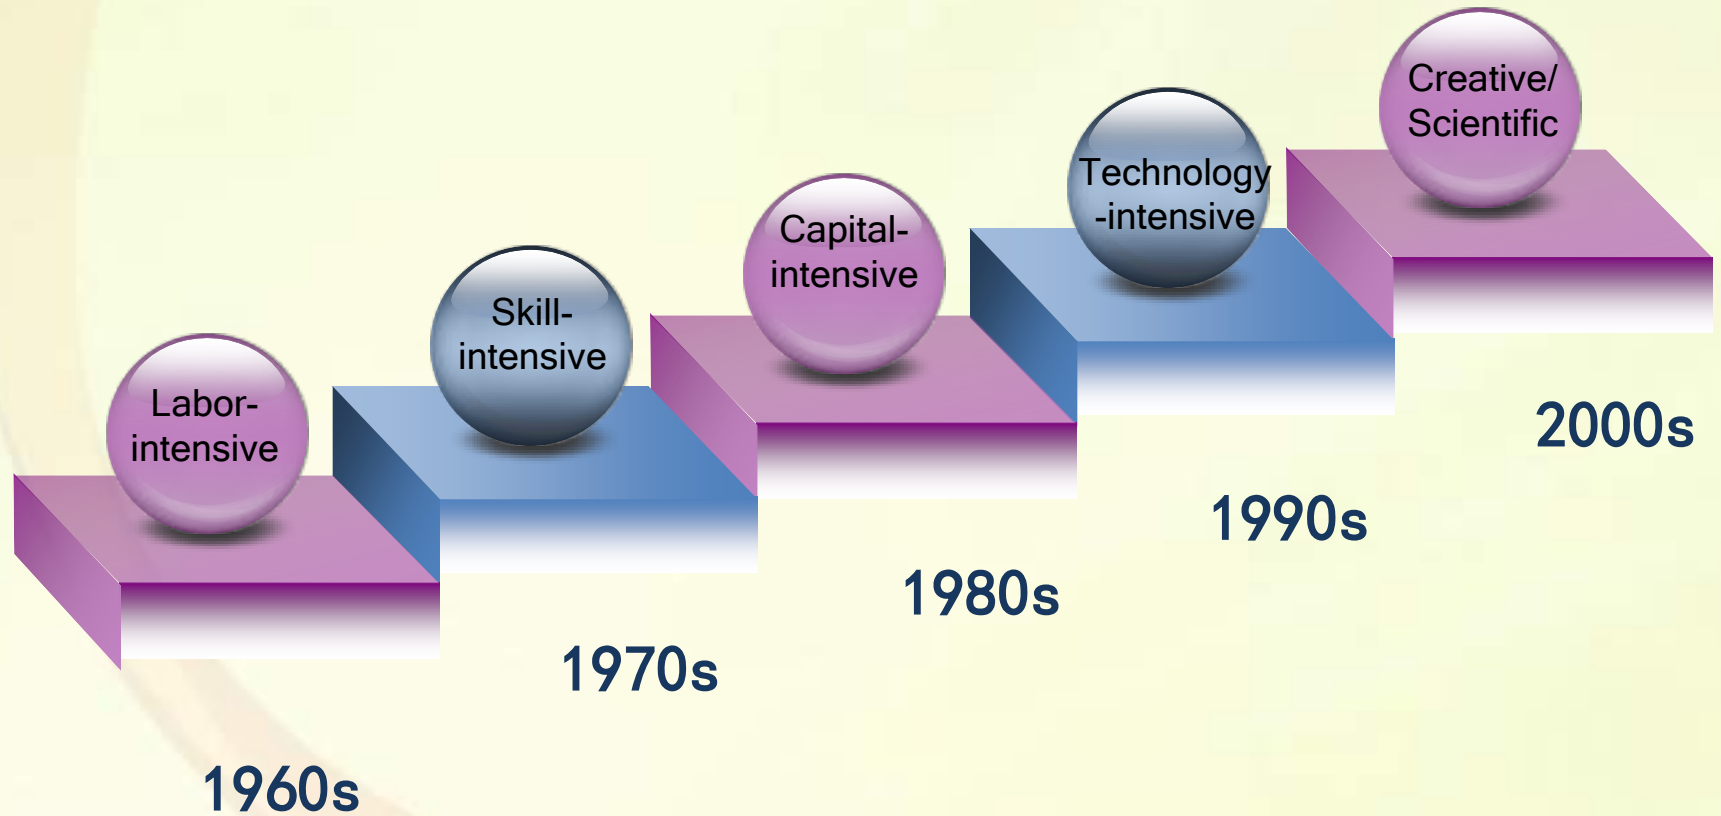 Labor-
intensive
1960s
Skill-
intensive
1970s
Capital-
intensive
1980s
Technology
-intensive
1990s
Creative/
Scientific
2000s